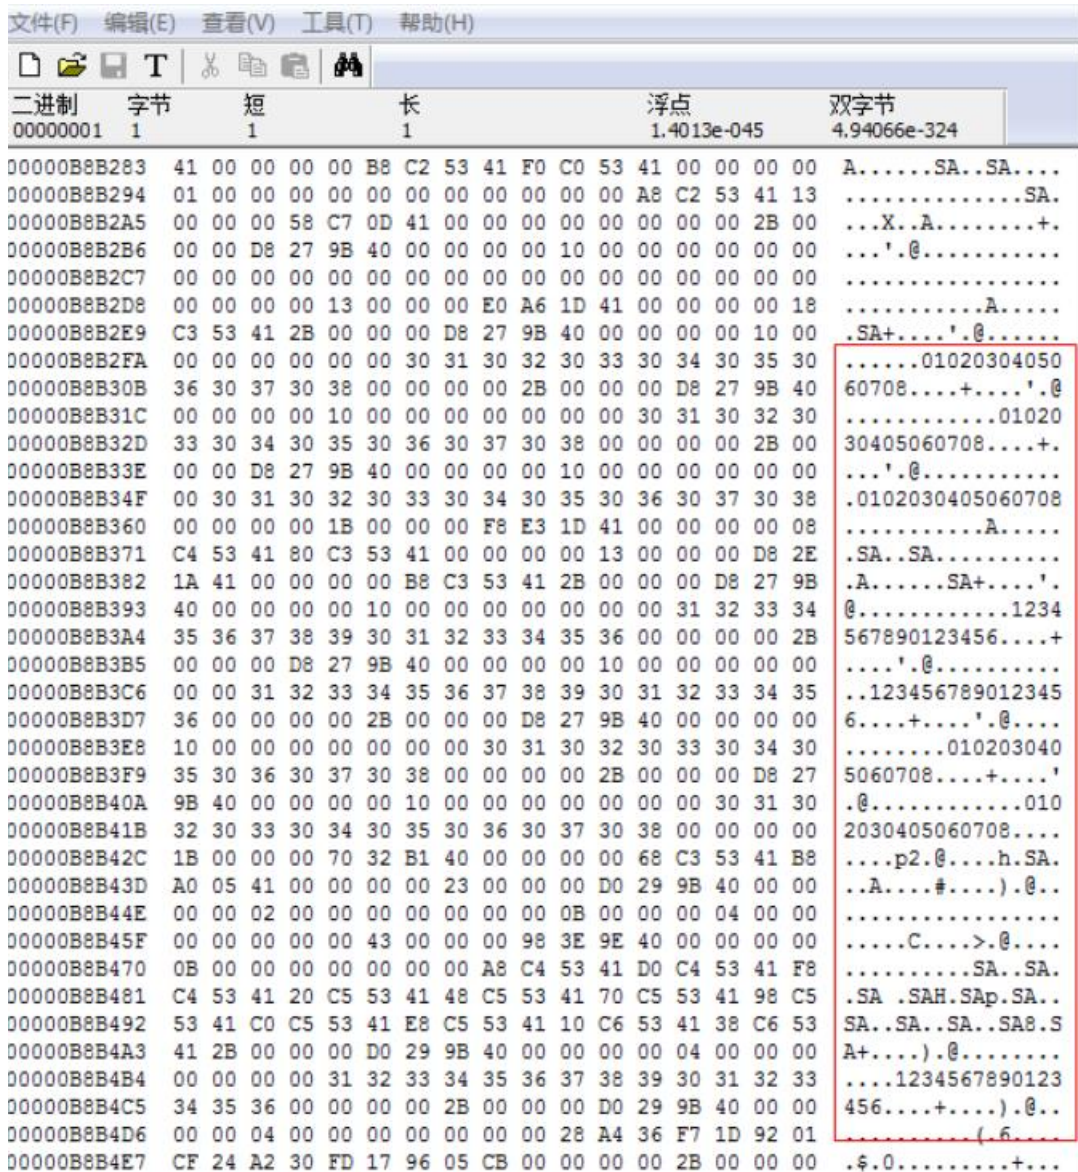 文件(F) 编辑(E) 查看(V) 工具(T) 帮助(H)
T
二进制 字节 短 长 浮点 双字节
00000001 1 1 1 1.4013e-045 4.94066e-324
00000B8B283 41 00 00 00 00 B8 C2 53 41 F0 C0 53 41 00 00 00 00 A......SA..SA....
00000B8B294 01 00 00 00 00 00 00 00 00 00 00 00 A8 C2 53 41 13 ..............SA.
00000B8B2A5 00 00 00 58 C7 0D 41 00 00 00 00 00 00 00 00 2B 00 ...X..A........+.
00000B8B2B6 00 00 D8 27 9B 40 00 00 00 00 10 00 00 00 00 00 00 ...'.@...........
00000B8B2C7 00 00 00 00 00 00 00 00 00 00 00 00 00 00 00 00 00 .................
00000B8B2D8 00 00 00 00 13 00 00 00 E0 A6 1D 41 00 00 00 00 18 ...........A.....
00000B8B2E9 C3 53 41 2B 00 00 00 D8 27 9B 40 00 00 00 00 10 00 .SA+....'.@......
00000B8B2FA 00 00 00 00 00 00 30 31 30 32 30 33 30 34 30 35 30 ......01020304050
00000B8B30B 36 30 37 30 38 00 00 00 00 2B 00 00 00 D8 27 9B 40 60708....+....'.@
00000B8B31C 00 00 00 00 10 00 00 00 00 00 00 00 30 31 30 32 30 ............01020
00000B8B32D 33 30 34 30 35 30 36 30 37 30 38 00 00 00 00 2B 00 30405060708....+.
00000B8B33E 00 00 D8 27 9B 40 00 00 00 00 10 00 00 00 00 00 00 ...'.@...........
00000B8B34F 00 30 31 30 32 30 33 30 34 30 35 30 36 30 37 30 38 .0102030405060708
00000B8B360 00 00 00 00 1B 00 00 00 F8 E3 1D 41 00 00 00 00 08 ...........A.....
00000B8B371 C4 53 41 80 C3 53 41 00 00 00 00 13 00 00 00 D8 2E .SA..SA..........
00000B8B382 1A 41 00 00 00 00 B8 C3 53 41 2B 00 00 00 D8 27 9B .A......SA+....'.
00000B8B393 40 00 00 00 00 10 00 00 00 00 00 00 00 31 32 33 34 @............1234
00000B8B3A4 35 36 37 38 39 30 31 32 33 34 35 36 00 00 00 00 2B 567890123456....+
00000B8B3B5 00 00 00 D8 27 9B 40 00 00 00 00 10 00 00 00 00 00 ....'.@..........
00000B8B3C6 00 00 31 32 33 34 35 36 37 38 39 30 31 32 33 34 35 ..123456789012345
00000B8B3D7 36 00 00 00 00 2B 00 00 00 D8 27 9B 40 00 00 00 00 6....+....'.@....
00000B8B3E8 10 00 00 00 00 00 00 00 30 31 30 32 30 33 30 34 30 ........010203040
00000B8B3F9 35 30 36 30 37 30 38 00 00 00 00 2B 00 00 00 D8 27 5060708....+....'
00000B8B40A 9B 40 00 00 00 00 10 00 00 00 00 00 00 00 30 31 30 .@............010
00000B8B41B 32 30 33 30 34 30 35 30 36 30 37 30 38 00 00 00 00 2030405060708....
00000B8B42C 1B 00 00 00 70 32 B1 40 00 00 00 00 68 C3 53 41 B8 ....p2.@....h.SA.
00000B8B43D A0 05 41 00 00 00 00 23 00 00 00 D0 29 9B 40 00 00 ..A....#....).@..
00000B8B44E 00 00 02 00 00 00 00 00 00 00 0B 00 00 00 04 00 00 .................
00000B8B45F 00 00 00 00 00 43 00 00 00 98 3E 9E 40 00 00 00 00 .....C....>.@....
00000B8B470 0B 00 00 00 00 00 00 00 A8 C4 53 41 D0 C4 53 41 F8 ..........SA..SA.
00000B8B481 C4 53 41 20 C5 53 41 48 C5 53 41 70 C5 53 41 98 C5 .SA .SAH.SAp.SA..
00000B8B492 53 41 C0 C5 53 41 E8 C5 53 41 10 C6 53 41 38 C6 53 SA..SA..SA..SA8.S
00000B8B4A3 41 2B 00 00 00 D0 29 9B 40 00 00 00 00 04 00 00 00 A+....).@........
00000B8B4B4 00 00 00 00 31 32 33 34 35 36 37 38 39 30 31 32 33 ....1234567890123
00000B8B4C5 34 35 36 00 00 00 00 2B 00 00 00 D0 29 9B 40 00 00 456....+....).@..
00000B8B4D6 00 00 04 00 00 00 00 00 00 00 28 A4 36 F7 1D 92 01 ..........(.6....
00000B8B4E7 CF 24 A2 30 FD 17 96 05 CB 00 00 00 00 2B 00 00 00 .$.0.........+...